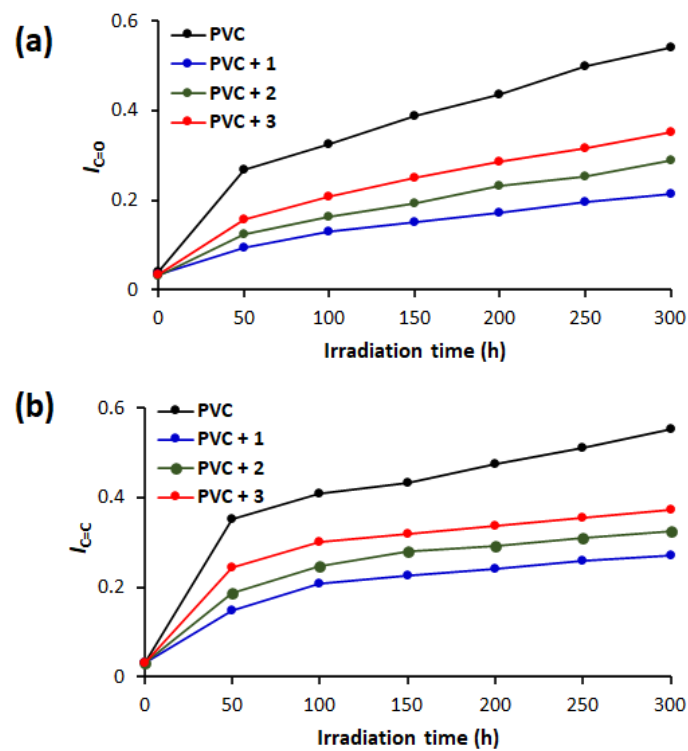 (a)
0.6
0.4
0.2
0
I_C=O
PVC
PVC + 1
PVC + 2
PVC + 3
0 50 100 150 200 250 300
Irradiation time (h)
(b)
0.6
0.4
0.2
0
I_C=C
PVC
PVC + 1
PVC + 2
PVC + 3
0 50 100 150 200 250 300
Irradiation time (h)